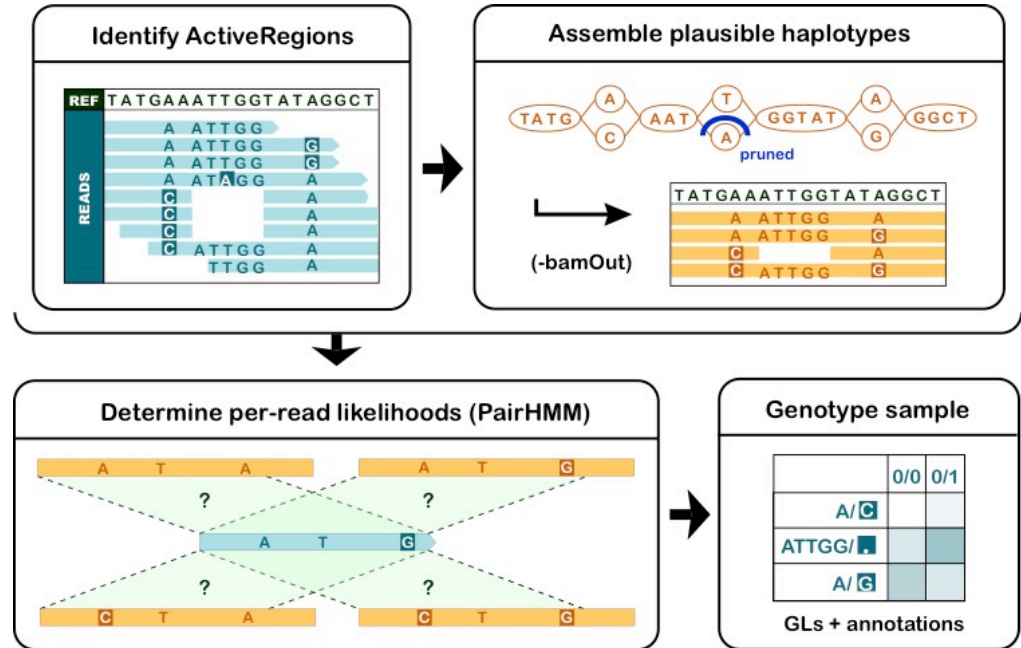 Identify ActiveRegions
REF TATGAAATTGGTATAGGCT
READS
A ATTGG
A ATTGG G
A ATTGG G
A ATAGG A
C A
C A
C A
C ATTGG A
TTGG A
Assemble plausible haplotypes
TATG A C AAT T A GGTAT A G GGCT
pruned
(-bamOut)
TATGAAATTGGTATAGGCT
A ATTGG A
A ATTGG G
C A
C ATTGG G
Determine per-read likelihoods (PairHMM)
A T A A T G
? ?
A T G
? ?
C T A C T G
Genotype sample
0/0 0/1
A/C
ATTGG/.
A/G
GLs + annotations